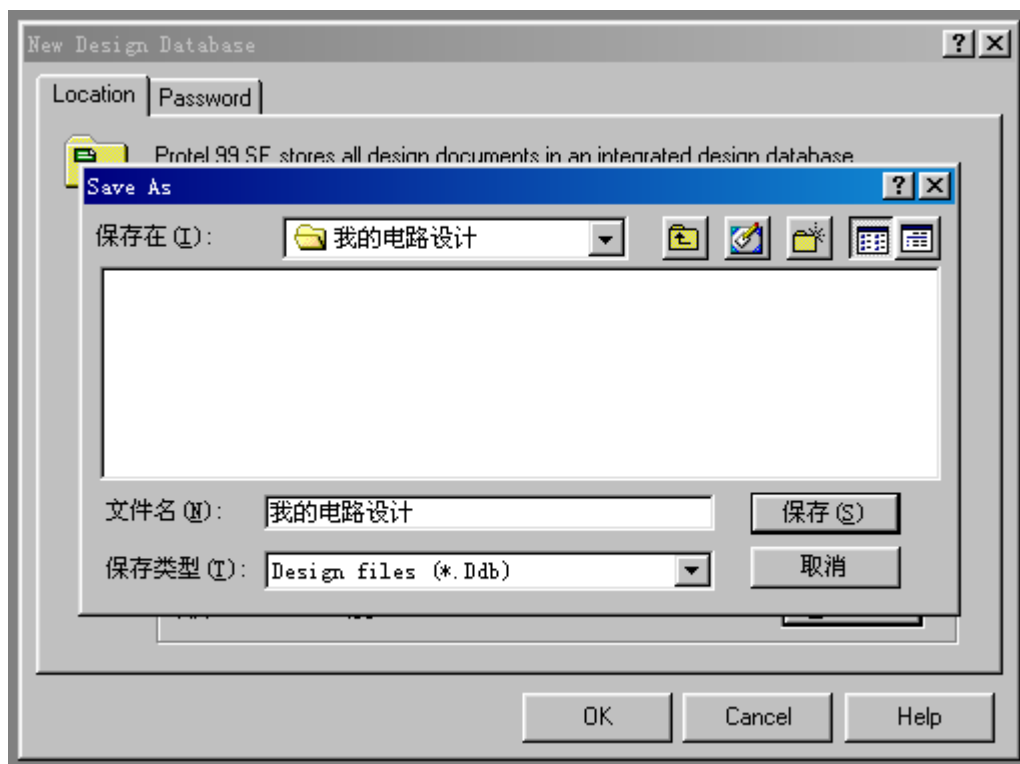 New Design Database
Location Password
Protel 99 SE stores all design documents in an integrated design database
Save As
保存在(I): 我的电路设计
文件名(N): 我的电路设计 保存(S)
保存类型(T): Design files (*.Ddb) 取消
OK Cancel Help